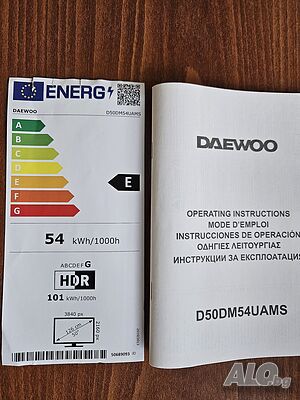 ENERG
DAEWOO
D50DM54UAMS
A
B
C
D
E
F
G
E
54 kWh/1000h
ABCDEFG
HDR
101 kWh/1000h
3840 px
2160 px
126 cm
50"
50689093
DAEWOO
OPERATING INSTRUCTIONS
MODE D'EMPLOI
INSTRUCCIONES DE OPERACIÓN
ΟΔΗΓΙΕΣ ΛΕΙΤΟΥΡΓΙΑΣ
ИНСТРУКЦИИ ЗА ЕКСПЛОАТАЦИЯ
D50DM54UAMS
ALO.bg